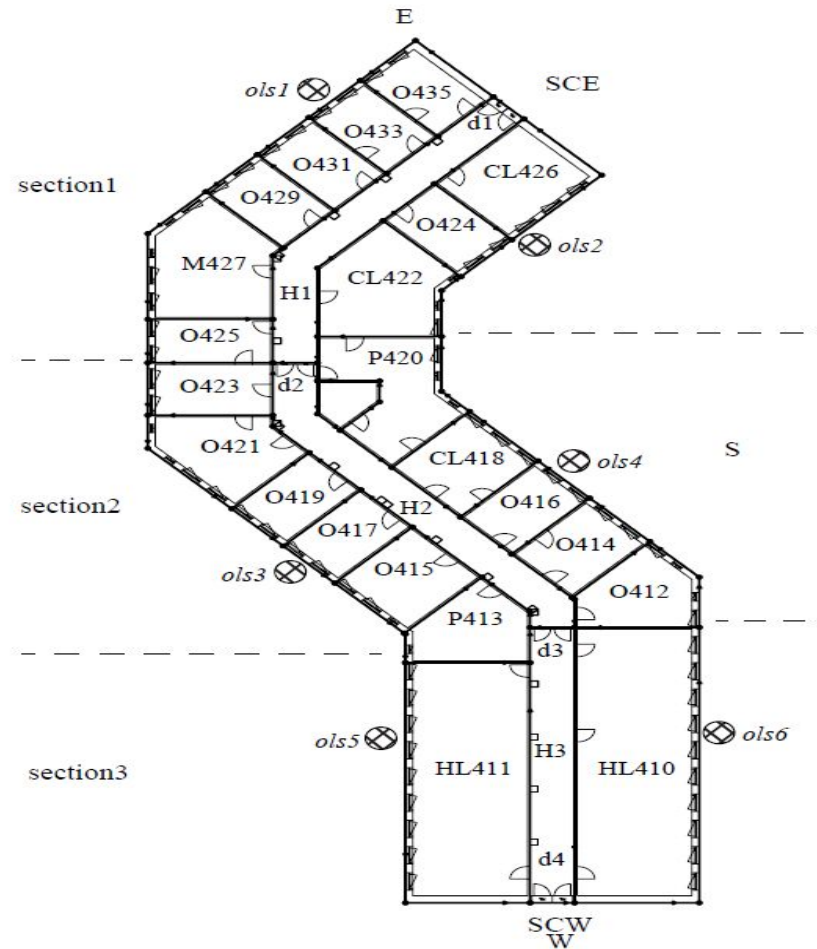 E
SCE
ols1
O435
d1
O433
O431
CL426
section1
O429
O424
ols2
M427
CL422
H1
O425
P420
O423
d2
O421
CL418
ols4
S
O419
O416
section2
H2
O417
O414
O415
ols3
O412
P413
d3
ols5
H3
ols6
HL411
HL410
section3
d4
SCW
W